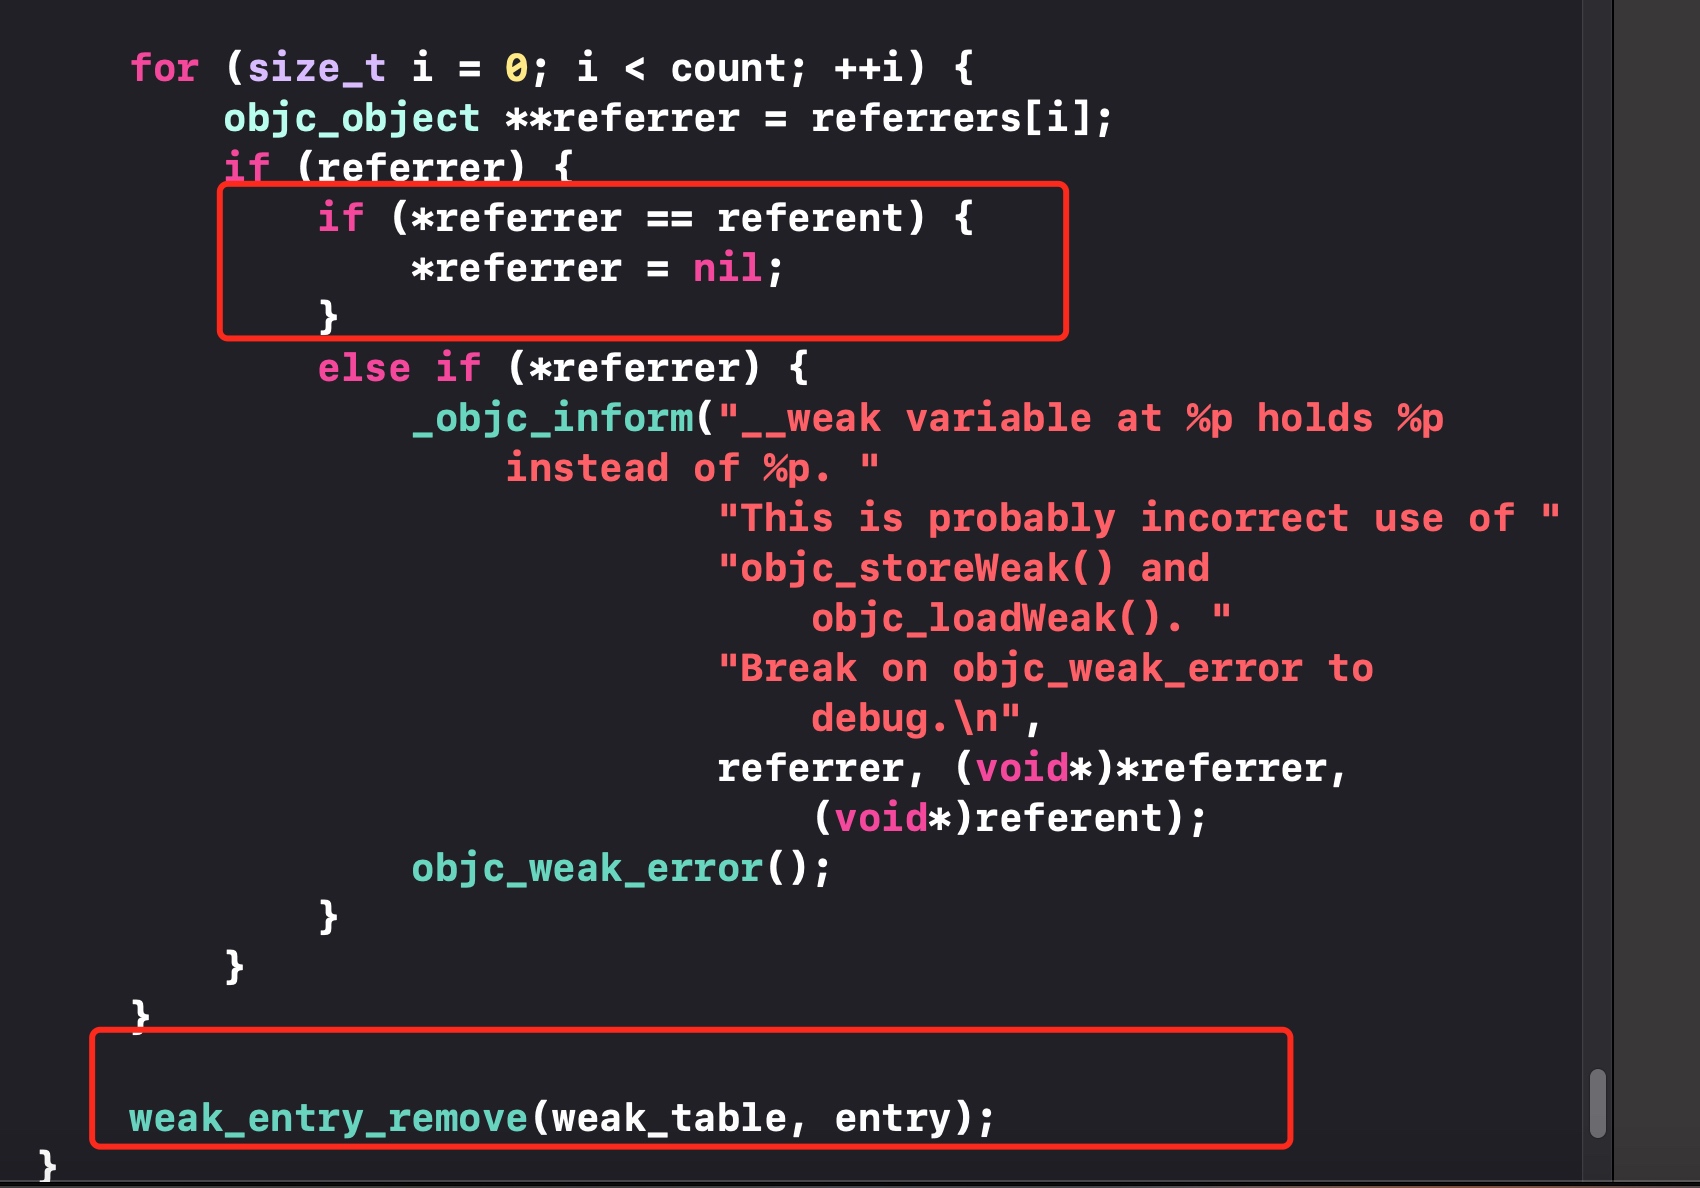 for (size_t i = 0; i < count; ++i) {
objc_object **referrer = referrers[i];
if (referrer) {
if (*referrer == referent) {
*referrer = nil;
}
else if (*referrer) {
_objc_inform("__weak variable at %p holds %p
instead of %p. "
"This is probably incorrect use of "
"objc_storeWeak() and
objc_loadWeak(). "
"Break on objc_weak_error to
debug.\n",
referrer, (void*)*referrer,
(void*)referent);
objc_weak_error();
}
}
}
weak_entry_remove(weak_table, entry);
}